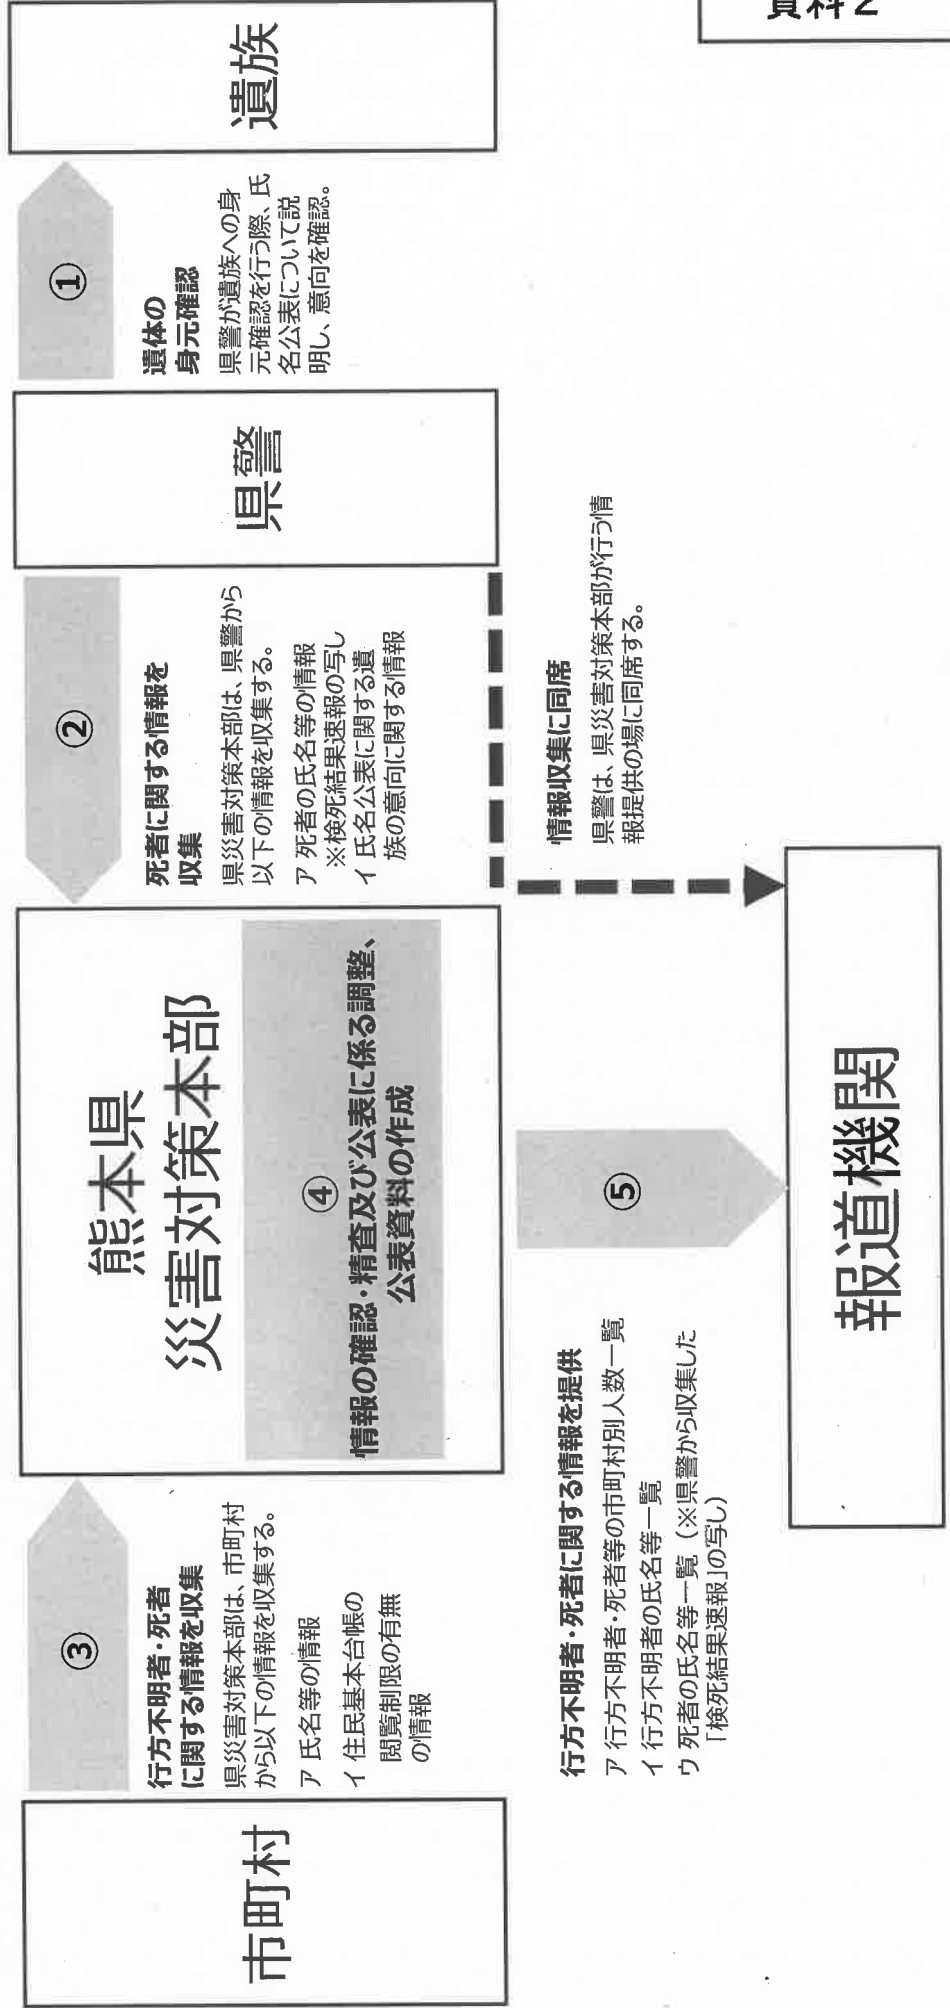 資料2
市町村
③
行方不明者・死者
に関する情報を収集
県災害対策本部は、市町村
から以下の情報を収集する。
ア 氏名等の情報
イ 住民基本台帳の
閲覧制限の有無
の情報
熊本県
災害対策本部
④
情報の確認・精査及び公表に係る調整、
公表資料の作成
②
死者に関する情報を
収集
県災害対策本部は、県警から
以下の情報を収集する。
ア 死者の氏名等の情報
※検死結果速報の写し
イ 氏名公表に関する遺
族の意向に関する情報
県警
①
遺体の
身元確認
県警が遺族への身
元確認を行う際、氏
名公表について説
明し、意向を確認。
遺族
⑤
行方不明者・死者に関する情報を提供
ア 行方不明者・死者等の市町村別人数一覧
イ 行方不明者の氏名等一覧
ウ 死者の氏名等一覧（※県警から収集した
「検死結果速報」の写し）
情報収集に同席
県警は、県災害対策本部が行う情
報提供の場に同席する。
報道機関